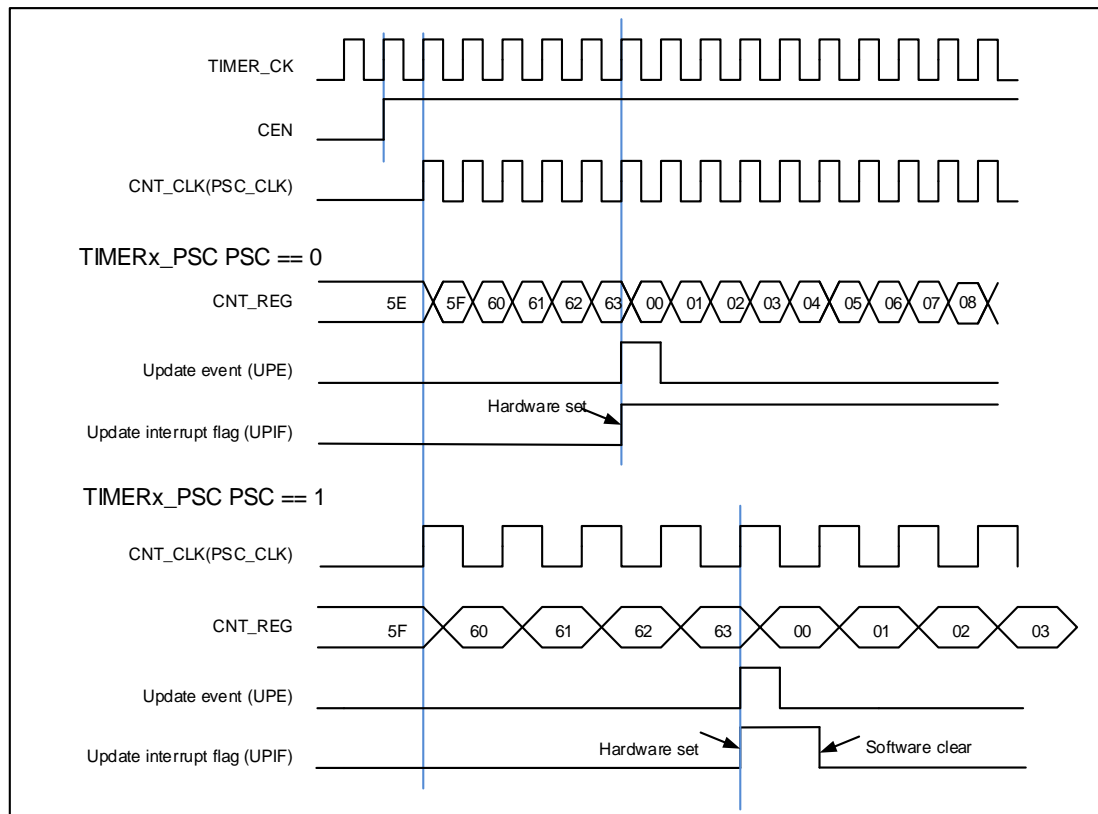 TIMER_CK
CEN
CNT_CLK(PSC_CLK)
TIMERx_PSC PSC == 0
CNT_REG 5E 5F 60 61 62 63 00 01 02 03 04 05 06 07 08
Update event (UPE)
Hardware set
Update interrupt flag (UPIF)
TIMERx_PSC PSC == 1
CNT_CLK(PSC_CLK)
CNT_REG 5F 60 61 62 63 00 01 02 03
Update event (UPE)
Update interrupt flag (UPIF) Hardware set Software clear